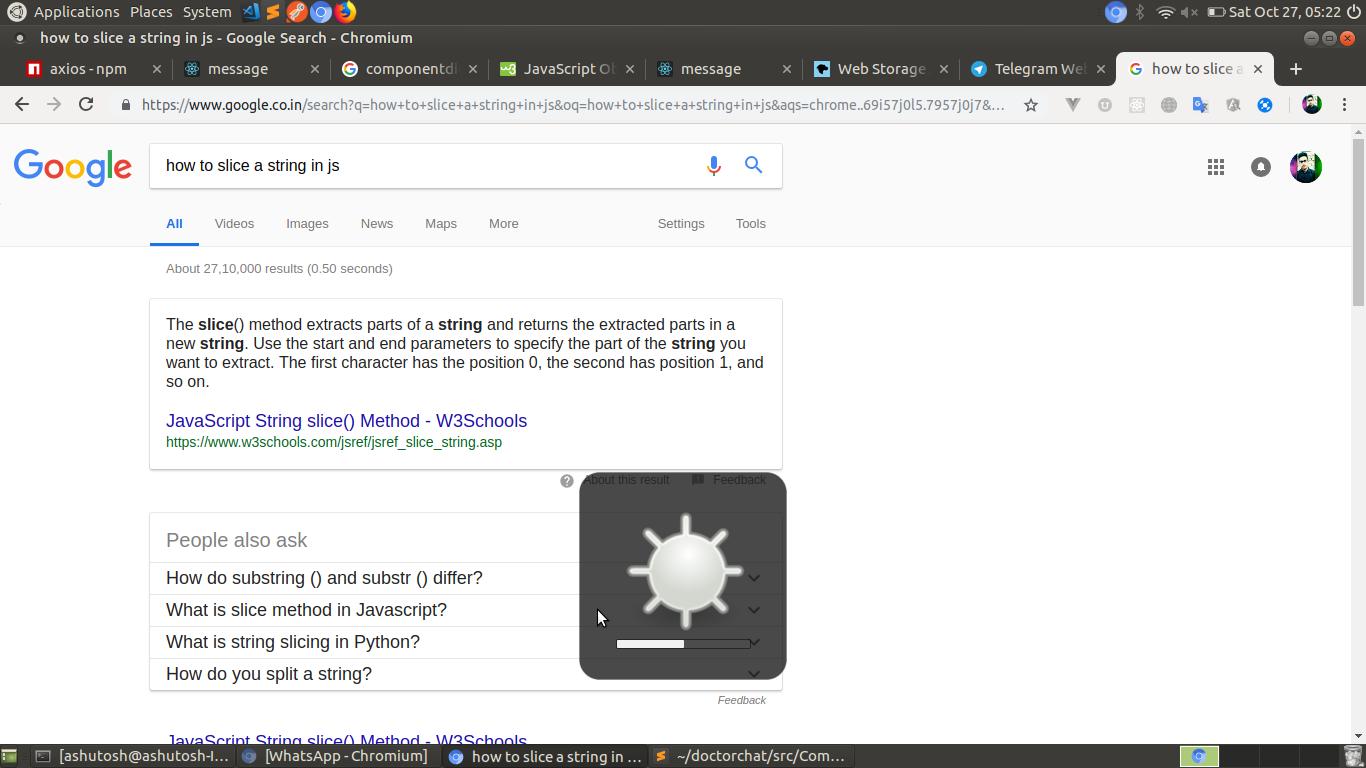 Applications Places System Sat Oct 27, 05:22
how to slice a string in js - Google Search - Chromium
axios - npm message componentdi JavaScript Ob message Web Storage Telegram Web how to slice a
https://www.google.co.in/search?q=how+to+slice+a+string+in+js&oq=how+to+slice+a+string+in+js&aqs=chrome..69i57j0l5.7957j0j7&...
Google how to slice a string in js
All Videos Images News Maps More Settings Tools
About 27,10,000 results (0.50 seconds)
The slice() method extracts parts of a string and returns the extracted parts in a
new string. Use the start and end parameters to specify the part of the string you
want to extract. The first character has the position 0, the second has position 1, and
so on.
JavaScript String slice() Method - W3Schools
https://www.w3schools.com/jsref/jsref_slice_string.asp
About this result Feedback
People also ask
How do substring () and substr () differ?
What is slice method in Javascript?
What is string slicing in Python?
How do you split a string?
Feedback
JavaScript String slice() Method - W3Schools
[ashutosh@ashutosh-I... [WhatsApp - Chromium] how to slice a string in ... ~/doctorchat/src/Com...